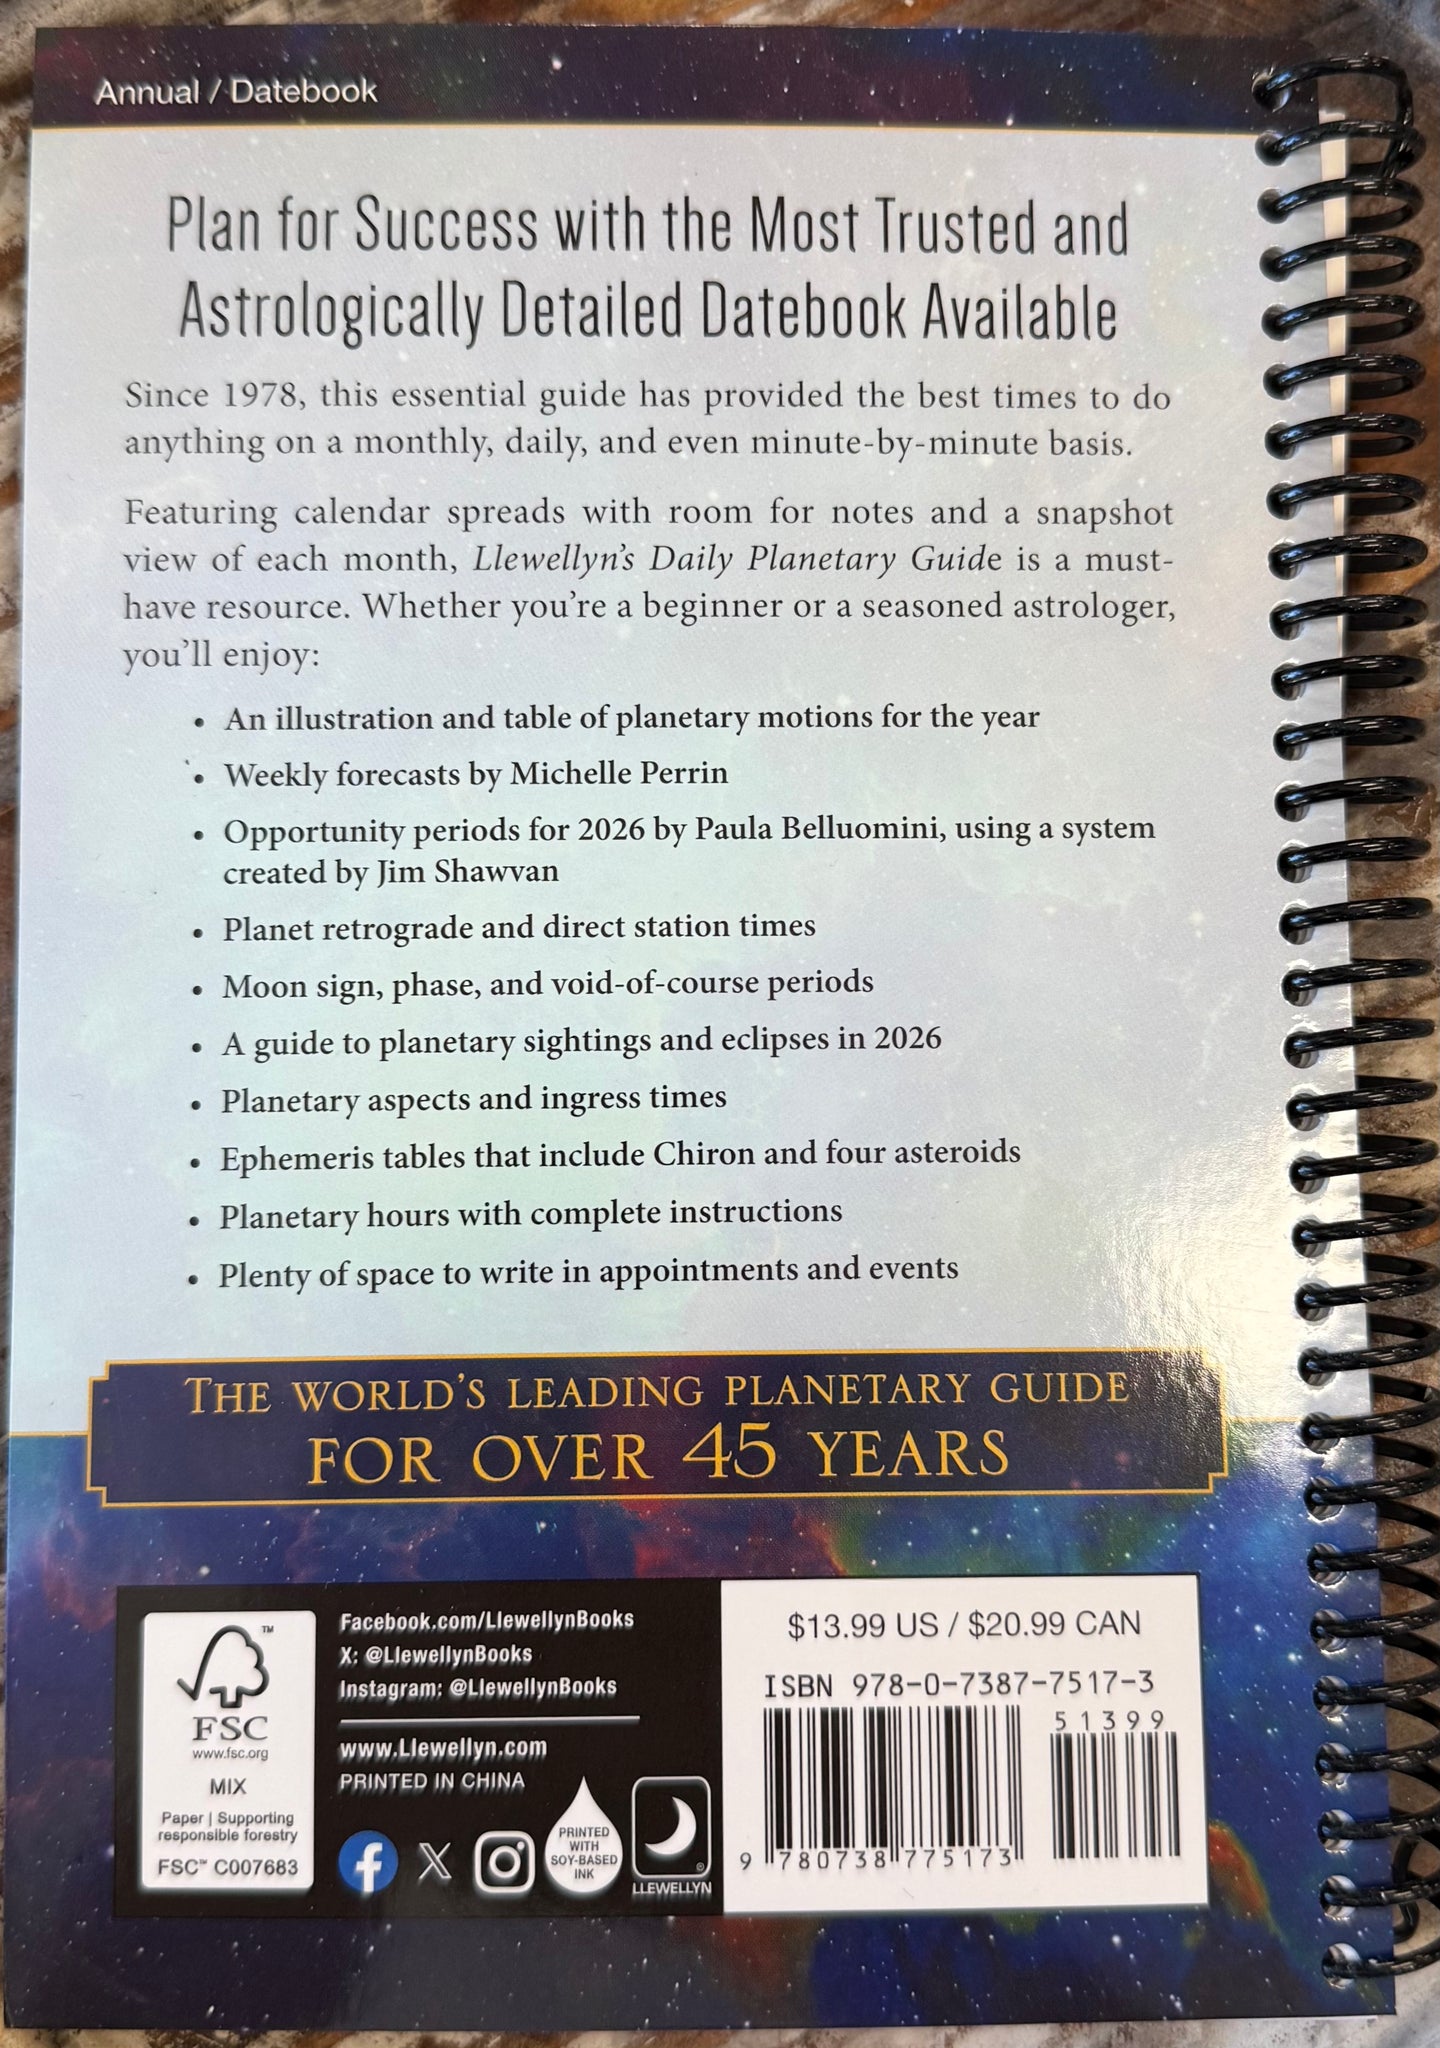 Annual / Datebook
Plan for Success with the Most Trusted and
Astrologically Detailed Datebook Available
Since 1978, this essential guide has provided the best times to do
anything on a monthly, daily, and even minute-by-minute basis.
Featuring calendar spreads with room for notes and a snapshot
view of each month, Llewellyn's Daily Planetary Guide is a must-
have resource. Whether you're a beginner or a seasoned astrologer,
you'll enjoy:
• An illustration and table of planetary motions for the year
• Weekly forecasts by Michelle Perrin
• Opportunity periods for 2026 by Paula Belluomini, using a system
created by Jim Shawvan
• Planet retrograde and direct station times
• Moon sign, phase, and void-of-course periods
• A guide to planetary sightings and eclipses in 2026
• Planetary aspects and ingress times
• Ephemeris tables that include Chiron and four asteroids
• Planetary hours with complete instructions
• Plenty of space to write in appointments and events
THE WORLD'S LEADING PLANETARY GUIDE
FOR OVER 45 YEARS
™
FSC
www.fsc.org
MIX
Paper | Supporting
responsible forestry
FSC™ C007683
Facebook.com/LlewellynBooks
X: @LlewellynBooks
Instagram: @LlewellynBooks
www.Llewellyn.com
PRINTED IN CHINA
PRINTED
WITH
SOY-BASED
INK
®
LLEWELLYN
$13.99 US / $20.99 CAN
ISBN 978-0-7387-7517-3
51399
9 780738 775173